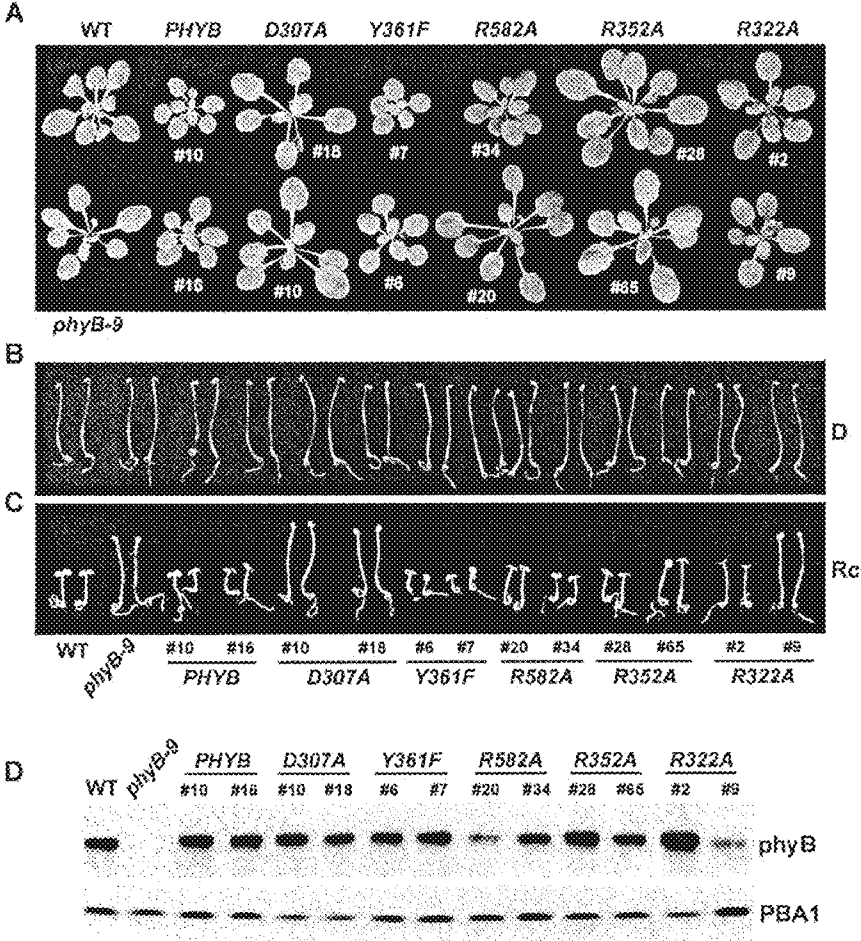 A
WT PHYB D307A Y361F R582A R352A R322A
#10 #18 #7 #34 #28 #2
#16 #10 #6 #20 #65 #9
phyB-9
B
D
C
Rc
WT phyB-9 #10 #16 #10 #18 #6 #7 #20 #34 #28 #65 #2 #9
PHYB D307A Y361F R582A R352A R322A
D
PHYB D307A Y361F R582A R352A R322A
WT phyB-9 #10 #16 #10 #18 #6 #7 #20 #34 #28 #65 #2 #9
phyB
PBA1